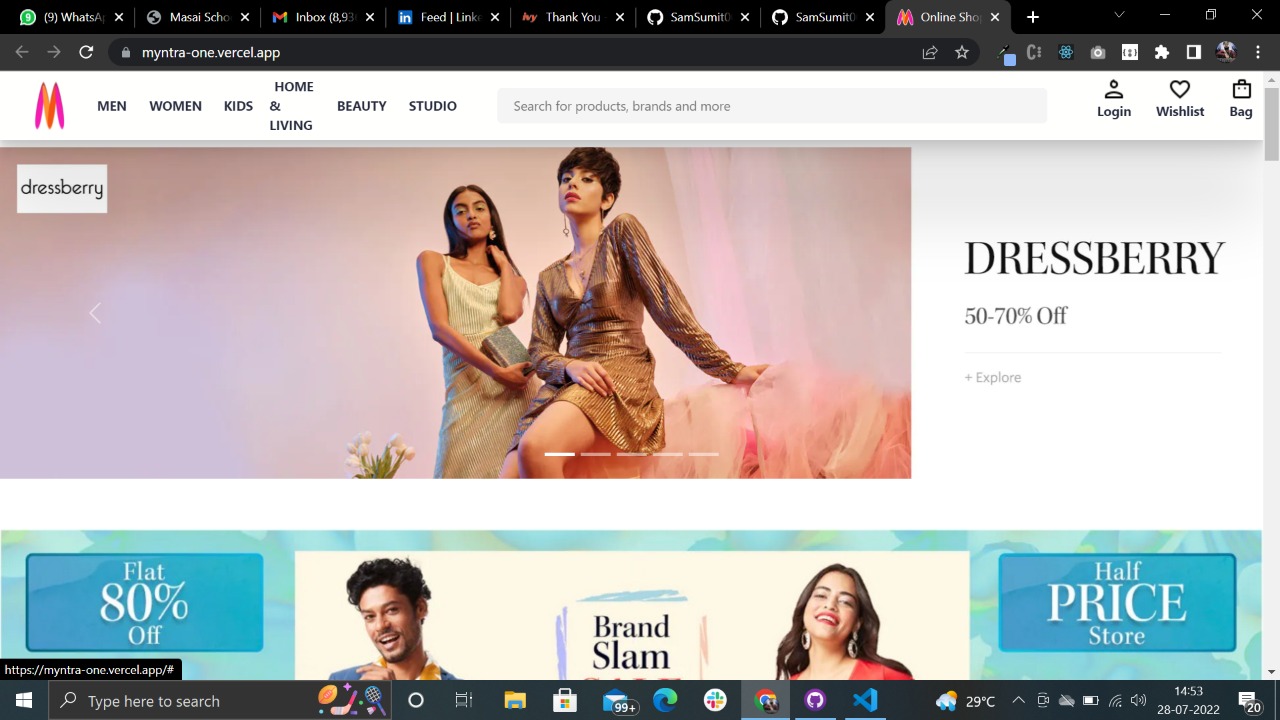 (9) WhatsA
Masai Scho
Inbox (8,93
Feed | Linke
Thank You -
SamSumit0
SamSumit0
Online Shop
myntra-one.vercel.app
MEN
WOMEN
KIDS
HOME
&
LIVING
BEAUTY
STUDIO
Search for products, brands and more
Login
Wishlist
Bag
dressberry
DRESSBERRY
50-70% Off
+ Explore
Flat
80%
Off
Brand
Slam
Half
PRICE
Store
https://myntra-one.vercel.app/#
Type here to search
99+
29°C
14:53
28-07-2022
20